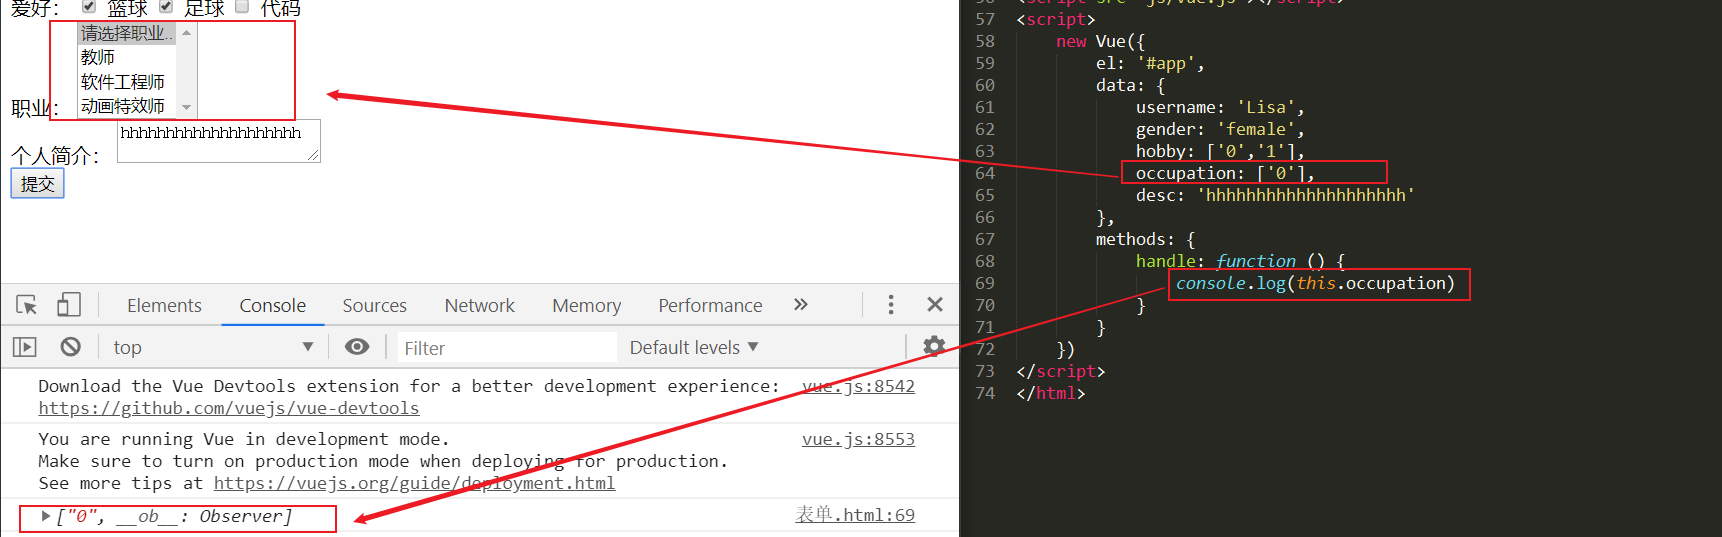 爱好： 篮球 足球 代码
请选择职业..
教师
软件工程师
动画特效师
职业：
hhhhhhhhhhhhhhhhhhhh
个人简介：
提交
Elements Console Sources Network Memory Performance »
top ▼ Filter Default levels ▼
Download the Vue Devtools extension for a better development experience: vue.js:8542
https://github.com/vuejs/vue-devtools
You are running Vue in development mode. vue.js:8553
Make sure to turn on production mode when deploying for production.
See more tips at https://vuejs.org/guide/deployment.html
▶ ["0", __ob__: Observer] 表单.html:69
57 <script>
58 new Vue({
59 el: '#app',
60 data: {
61 username: 'Lisa',
62 gender: 'female',
63 hobby: ['0','1'],
64 occupation: ['0'],
65 desc: 'hhhhhhhhhhhhhhhhhhhh'
66 },
67 methods: {
68 handle: function () {
69 console.log(this.occupation)
70 }
71 }
72 })
73 </script>
74 </html>